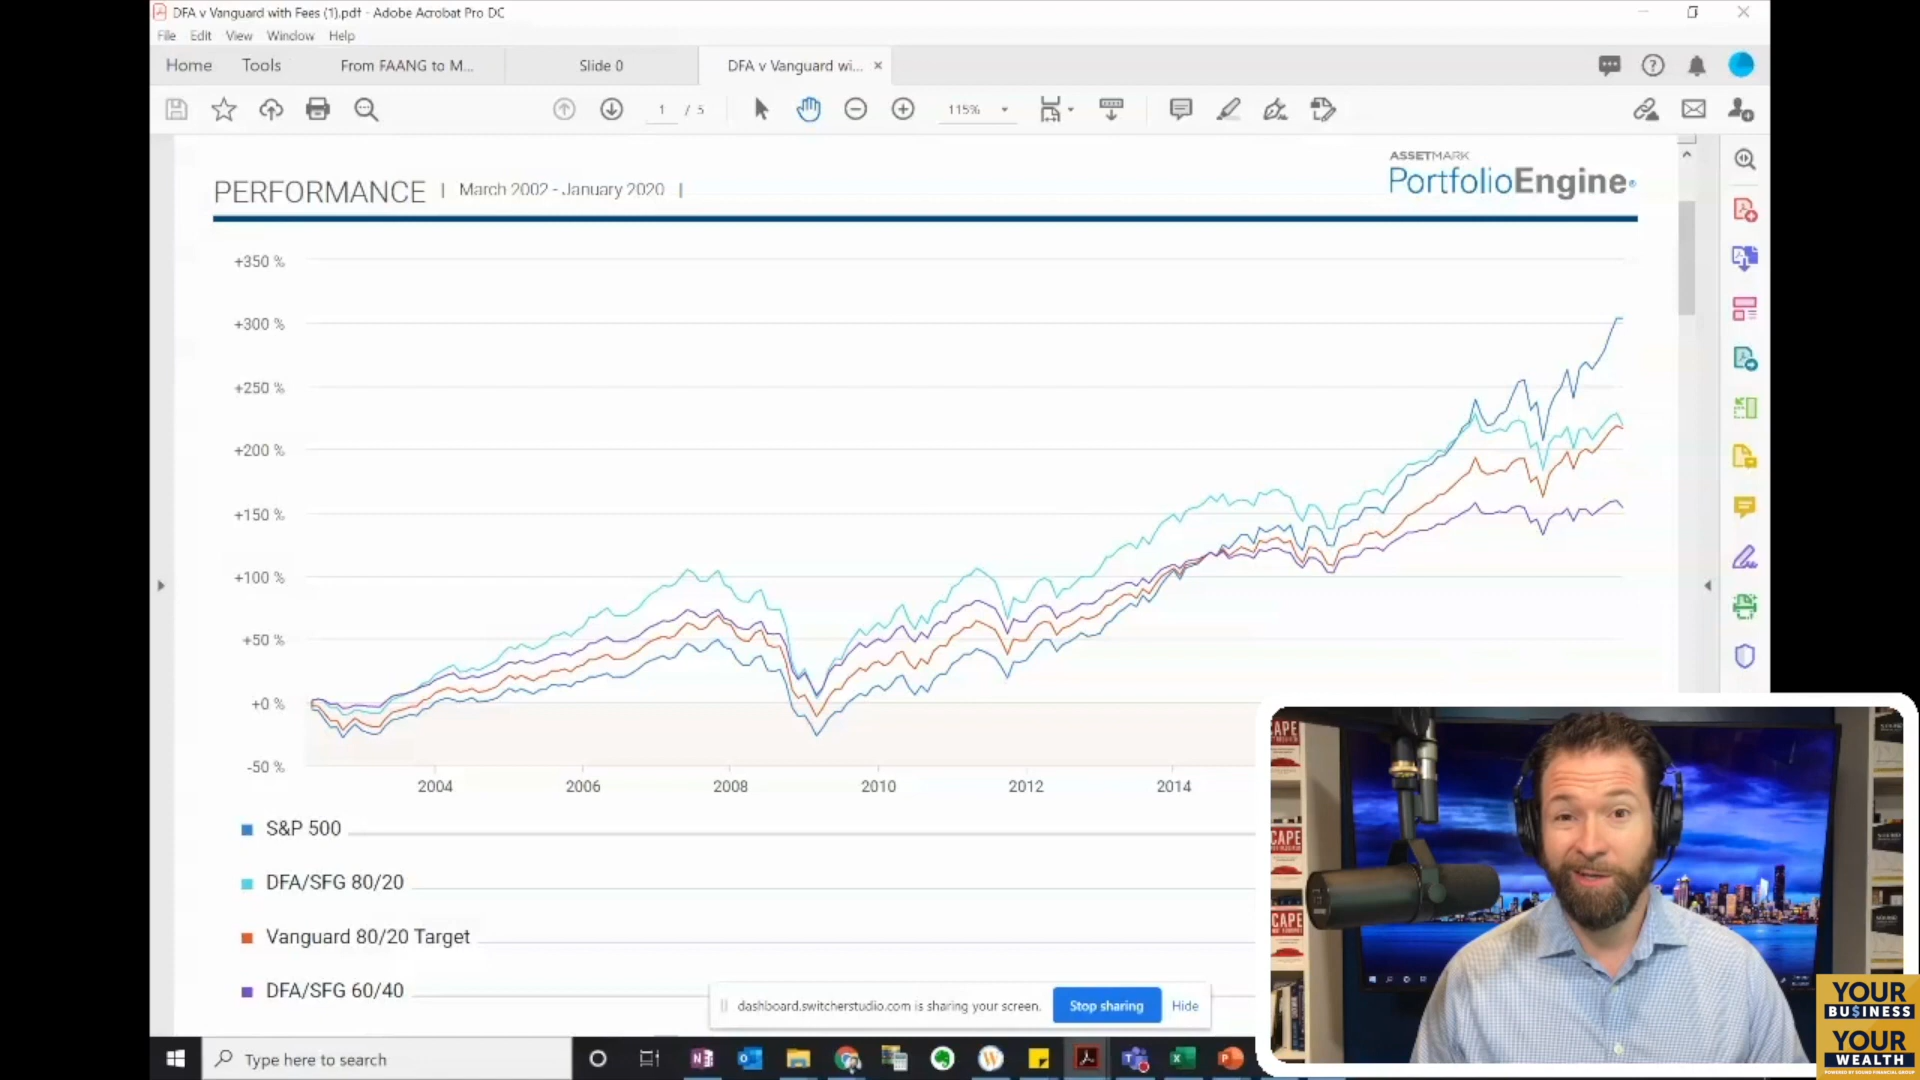 DFA v Vanguard with Fees (1).pdf - Adobe Acrobat Pro DC
File Edit View Window Help
Home Tools From FAANG to M... Slide 0 DFA v Vanguard wi... ×
1 / 5 115%
ASSETMARK
PortfolioEngine®
PERFORMANCE | March 2002 - January 2020 |
+350 %
+300 %
+250 %
+200 %
+150 %
+100 %
+50 %
+0 %
-50 %
2004 2006 2008 2010 2012 2014
S&P 500
DFA/SFG 80/20
Vanguard 80/20 Target
DFA/SFG 60/40
dashboard.switcherstudio.com is sharing your screen. Stop sharing Hide
Type here to search
YOUR
BU$INESS
YOUR
WEALTH